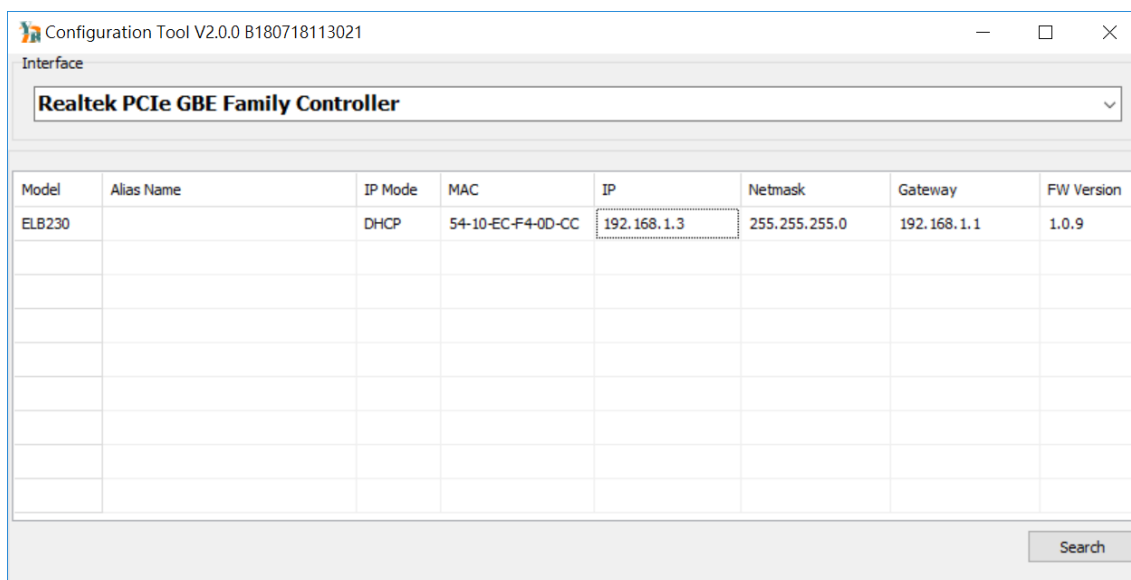 Configuration Tool V2.0.0 B180718113021
Interface
Realtek PCIe GBE Family Controller
Model Alias Name IP Mode MAC IP Netmask Gateway FW Version
ELB230 DHCP 54-10-EC-F4-0D-CC 192.168.1.3 255.255.255.0 192.168.1.1 1.0.9
Search